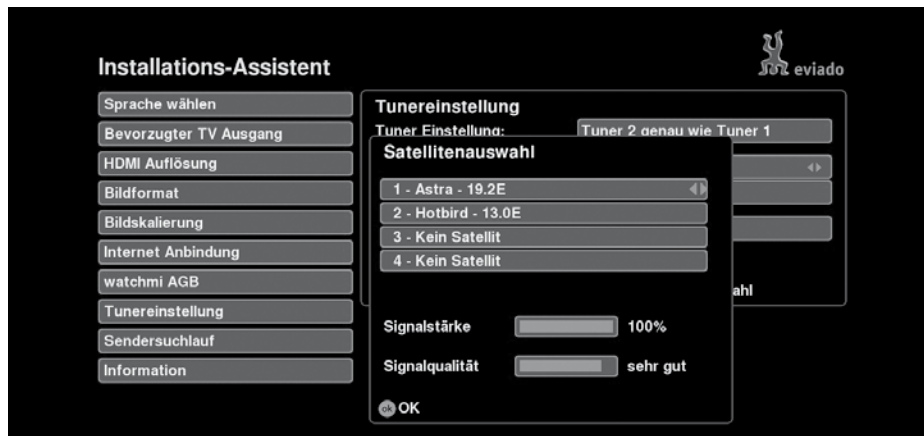 Installations-Assistent
eviado
Sprache wählen
Bevorzugter TV Ausgang
HDMI Auflösung
Bildformat
Bildskalierung
Internet Anbindung
watchmi AGB
Tunereinstellung
Sendersuchlauf
Information
Tunereinstellung
Tuner Einstellung: Tuner 2 genau wie Tuner 1
Satellitenauswahl
1 - Astra - 19.2E
2 - Hotbird - 13.0E
3 - Kein Satellit
4 - Kein Satellit
ahl
Signalstärke 100%
Signalqualität sehr gut
ok OK